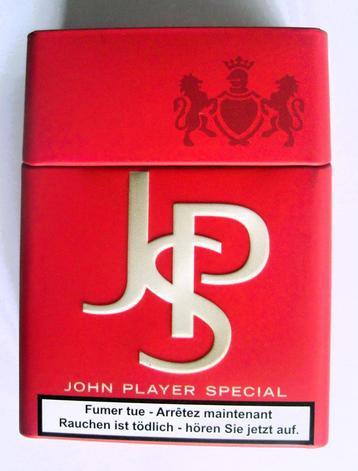 JPS
JOHN PLAYER SPECIAL
Fumer tue - Arrêtez maintenant
Rauchen ist tödlich - hören Sie jetzt auf.